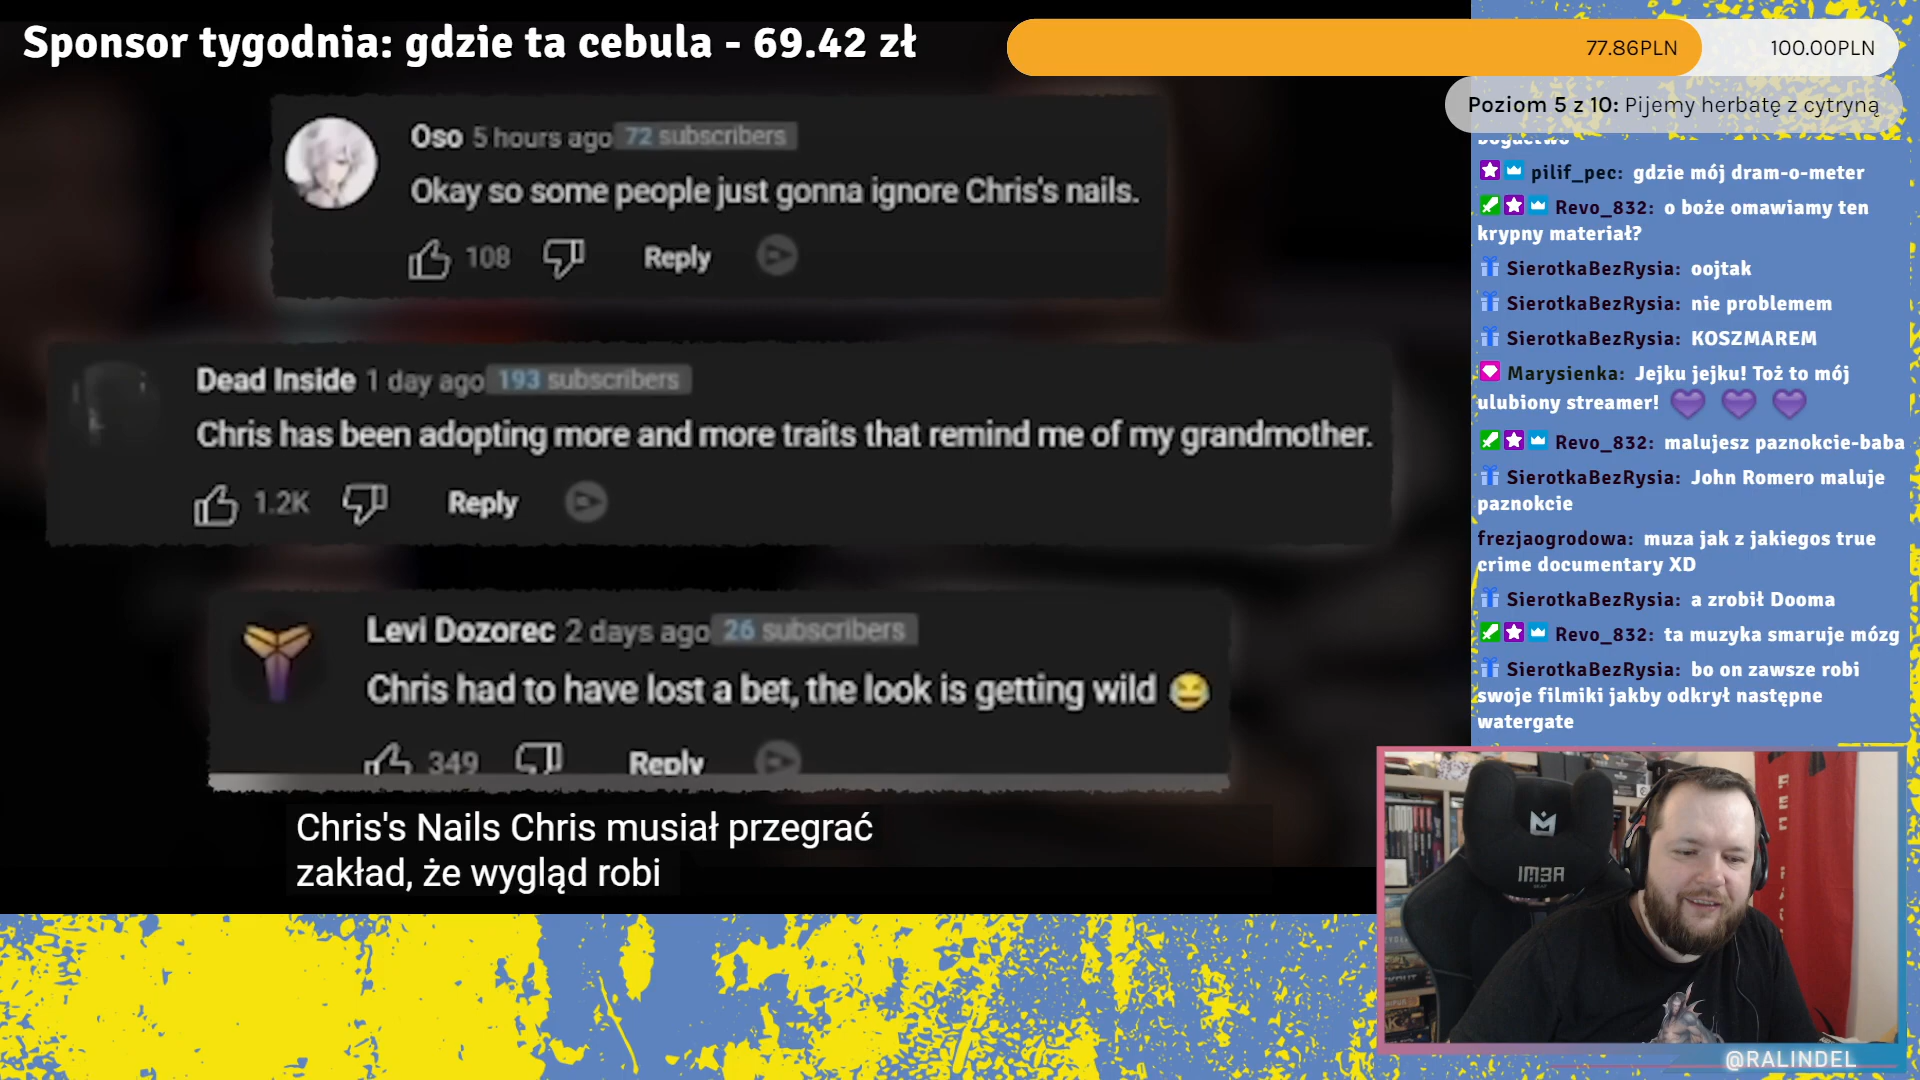 Sponsor tygodnia: gdzie ta cebula - 69.42 zł
77.86PLN
100.00PLN
Poziom 5 z 10: Pijemy herbatę z cytryną
Oso 5 hours ago 72 subscribers
Okay so some people just gonna ignore Chris's nails.
108 Reply
Dead Inside 1 day ago 193 subscribers
Chris has been adopting more and more traits that remind me of my grandmother.
1.2K Reply
Levi Dozorec 2 days ago 26 subscribers
Chris had to have lost a bet, the look is getting wild 😆
349 Reply
Chris's Nails Chris musiał przegrać
zakład, że wygląd robi
pilif_pec: gdzie mój dram-o-meter
Revo_832: o boże omawiamy ten
krypny materiał?
SierotkaBezRysia: oojtak
SierotkaBezRysia: nie problemem
SierotkaBezRysia: KOSZMAREM
Marysienka: Jejku jejku! Toż to mój
ulubiony streamer! 💜 💜 💜
Revo_832: malujesz paznokcie-baba
SierotkaBezRysia: John Romero maluje
paznokcie
frezjaogrodowa: muza jak z jakiegos true
crime documentary XD
SierotkaBezRysia: a zrobił Dooma
Revo_832: ta muzyka smaruje mózg
SierotkaBezRysia: bo on zawsze robi
swoje filmiki jakby odkrył następne
watergate
@RALINDEL